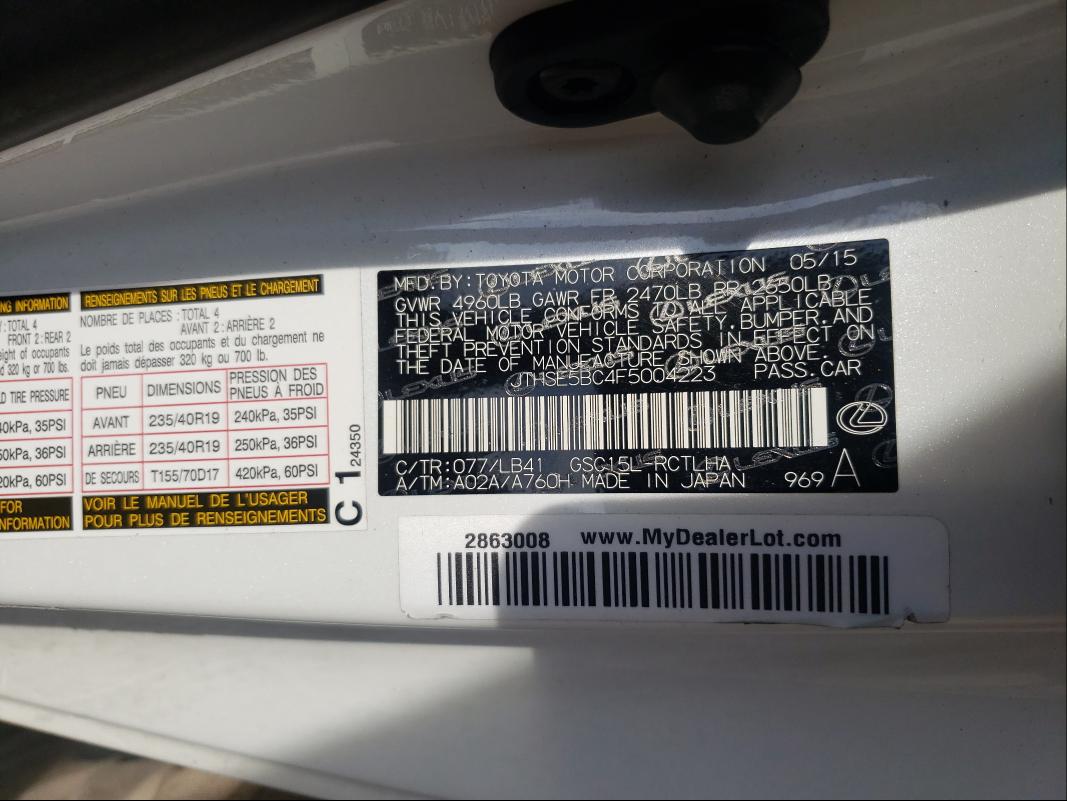 NG INFORMATION
Y : TOTAL 4
FRONT 2 : REAR 2
eight of occupants
d 320 kg or 700 lbs.
D TIRE PRESSURE
40kPa, 35PSI
50kPa, 36PSI
20kPa, 60PSI
FOR
INFORMATION
RENSEIGNEMENTS SUR LES PNEUS ET LE CHARGEMENT
NOMBRE DE PLACES : TOTAL 4
AVANT 2 : ARRIÈRE 2
Le poids total des occupants et du chargement ne
doit jamais dépasser 320 kg ou 700 lb.
PNEU DIMENSIONS PRESSION DES PNEUS À FROID
AVANT 235/40R19 240kPa, 35PSI
ARRIÈRE 235/40R19 250kPa, 36PSI
DE SECOURS T155/70D17 420kPa, 60PSI
VOIR LE MANUEL DE L'USAGER
POUR PLUS DE RENSEIGNEMENTS
C 1 24350
MFD. BY: TOYOTA MOTOR CORPORATION 05/15
GVWR 4960LB GAWR FR 2470LB RR 2650LB
THIS VEHICLE CONFORMS TO ALL APPLICABLE
FEDERAL MOTOR VEHICLE SAFETY, BUMPER, AND
THEFT PREVENTION STANDARDS IN EFFECT ON
THE DATE OF MANUFACTURE SHOWN ABOVE.
JTHSE5BC4F5004223 PASS. CAR
C/TR: 077/LB41 GSC15L-RCTLHA
A/TM: A02A/A760H MADE IN JAPAN 969 A
2863008 www.MyDealerLot.com